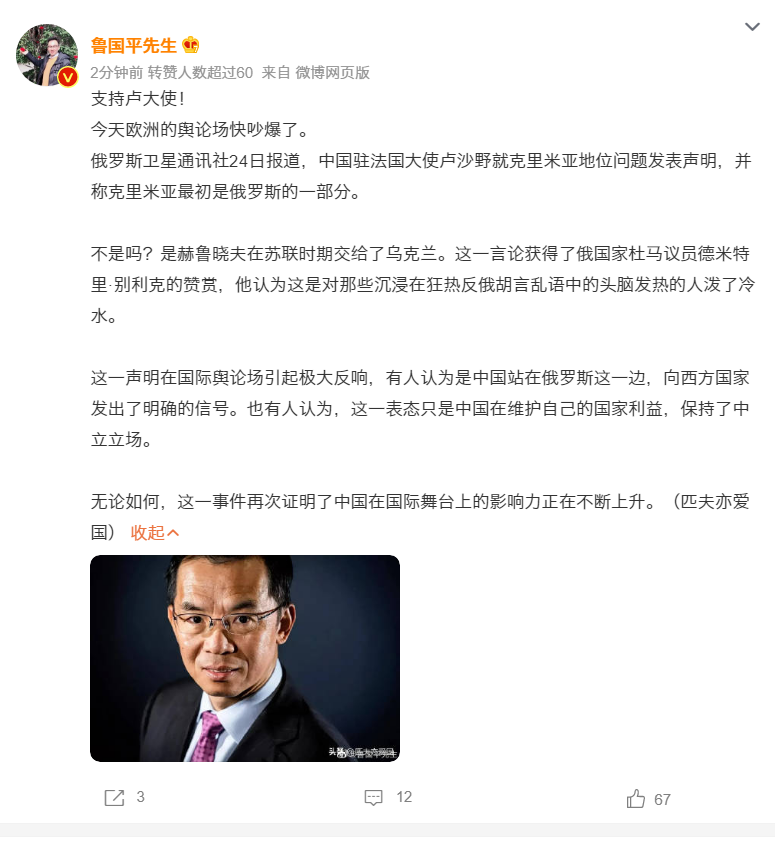 鲁国平先生
2分钟前 转赞人数超过60 来自 微博网页版
支持卢大使！
今天欧洲的舆论场快吵爆了。
俄罗斯卫星通讯社24日报道，中国驻法国大使卢沙野就克里米亚地位问题发表声明，并
称克里米亚最初是俄罗斯的一部分。
不是吗？是赫鲁晓夫在苏联时期交给了乌克兰。这一言论获得了俄国家杜马议员德米特
里·别利克的赞赏，他认为这是对那些沉浸在狂热反俄胡言乱语中的头脑发热的人泼了冷
水。
这一声明在国际舆论场引起极大反响，有人认为是中国站在俄罗斯这一边，向西方国家
发出了明确的信号。也有人认为，这一表态只是中国在维护自己的国家利益，保持了中
立立场。
无论如何，这一事件再次证明了中国在国际舞台上的影响力正在不断上升。（匹夫亦爱
国） 收起
3
12
67